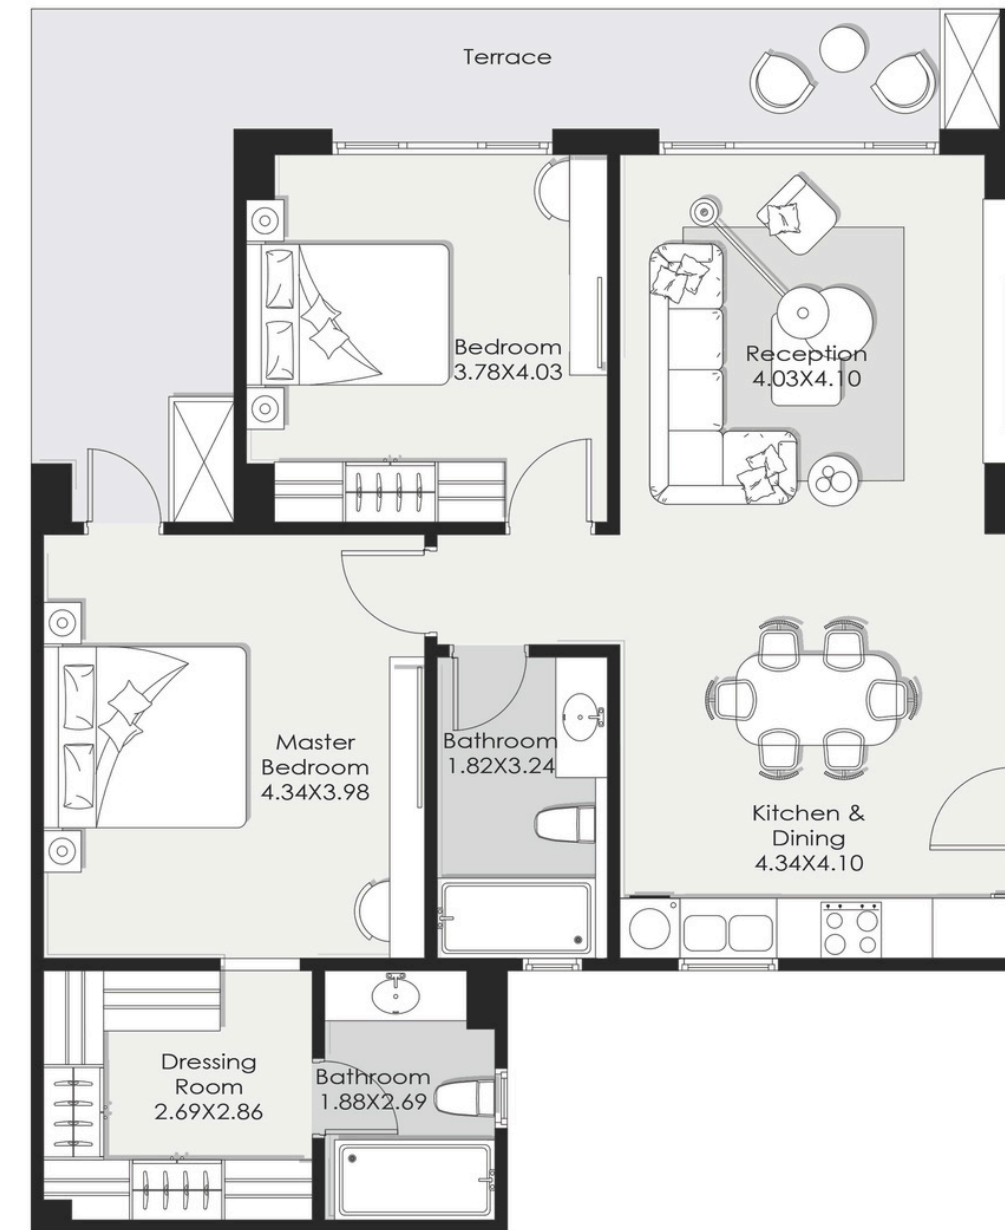 Terrace
Bedroom
3.78X4.03
Reception
4.03X4.10
Master
Bedroom
4.34X3.98
Bathroom
1.82X3.24
Kitchen &
Dining
4.34X4.10
Dressing
Room
2.69X2.86
Bathroom
1.88X2.69